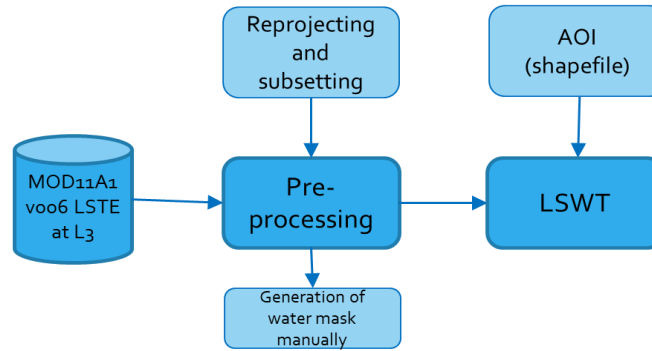 Reprojecting
and
subsetting
AOI
(shapefile)
MOD11A1
v006 LSTE
at L3
Pre-
processing
LSWT
Generation of
water mask
manually